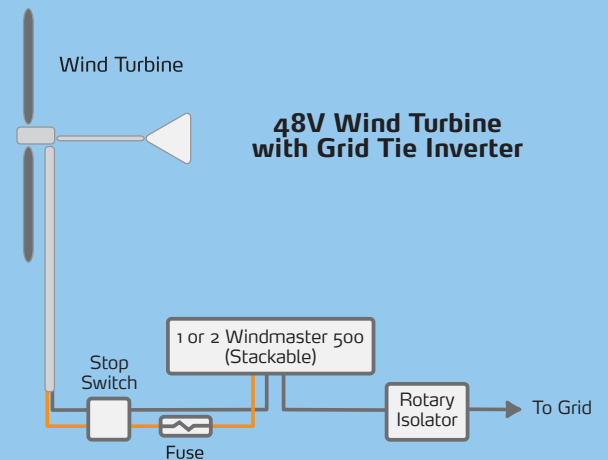 Wind Turbine
48V Wind Turbine
with Grid Tie Inverter
1 or 2 Windmaster 500
(Stackable)
Stop
Switch
Fuse
Rotary
Isolator
To Grid